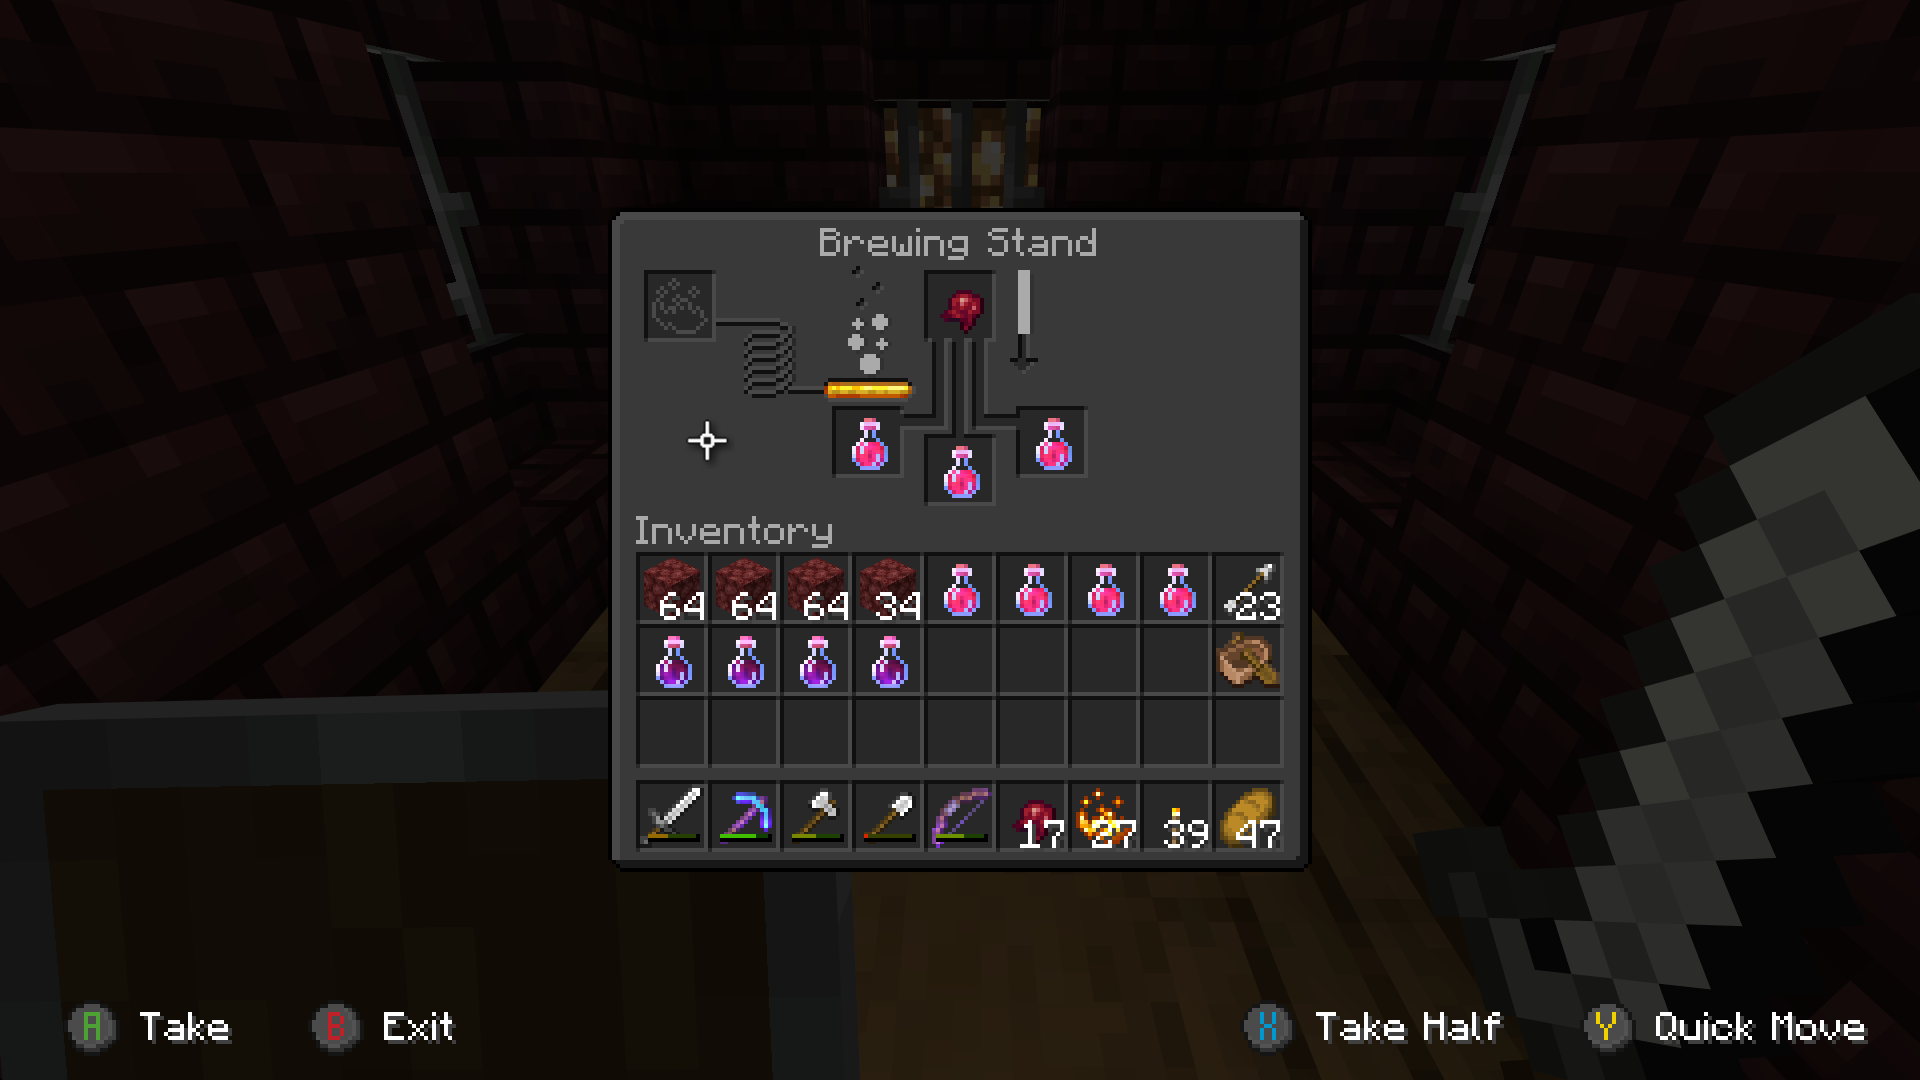 Brewing Stand
Inventory
64 64 64 34 23
17 27 39 47
A Take B Exit X Take Half Y Quick Move